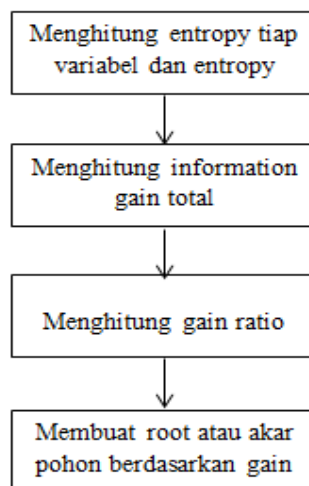 Menghitung entropy tiap
variabel dan entropy
Menghitung information
gain total
Menghitung gain ratio
Membuat root atau akar
pohon berdasarkan gain